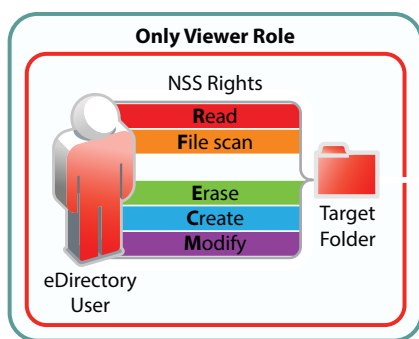 Only Viewer Role
NSS Rights
Read
File scan
Erase
Create
Modify
eDirectory
User
Target
Folder